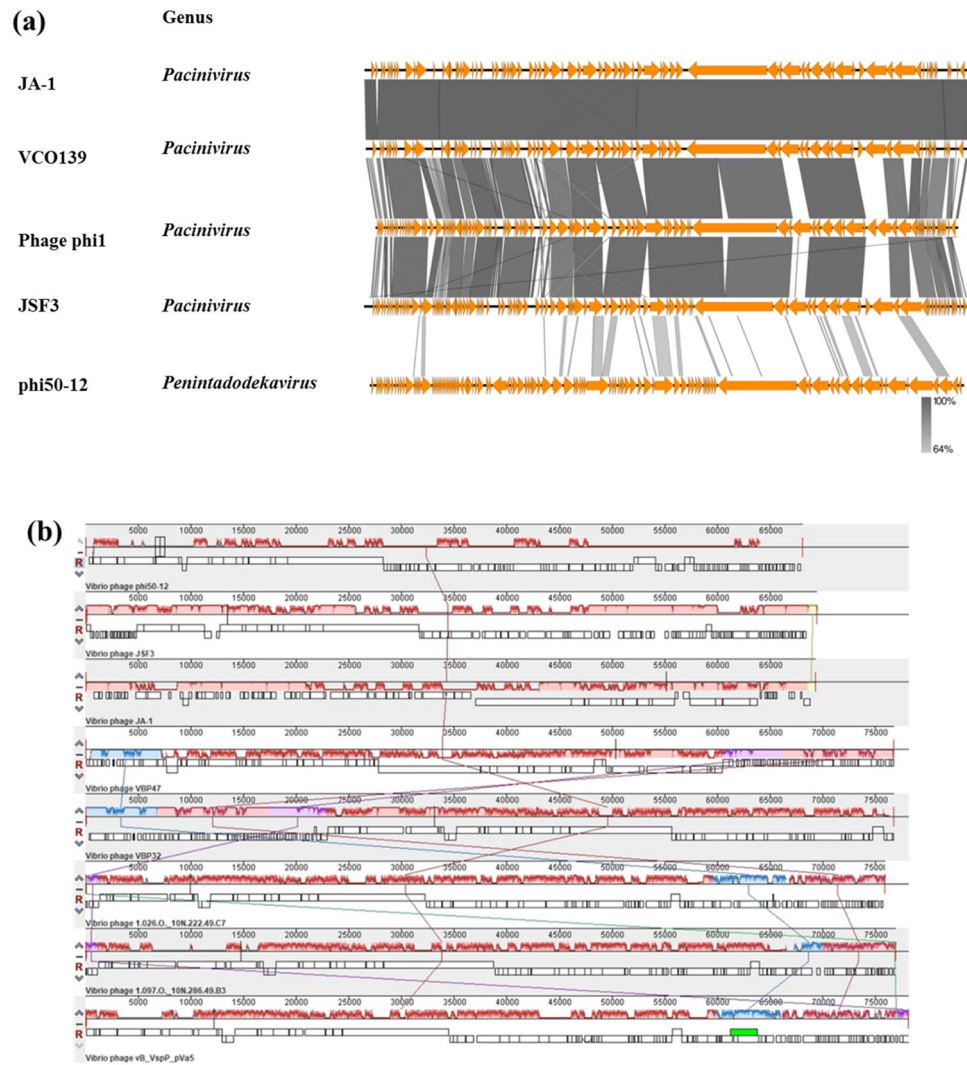 (a)
Genus
JA-1 Pacinivirus
VCO139 Pacinivirus
Phage phi1 Pacinivirus
JSF3 Pacinivirus
phi50-12 Penintadodekavirus
100%
64%
(b)
5000 10000 15000 20000 25000 30000 35000 40000 45000 50000 55000 60000 65000
R
Vibrio phage phi50-12
5000 10000 15000 20000 25000 30000 35000 40000 45000 50000 55000 60000 65000
R
Vibrio phage JSF3
5000 10000 15000 20000 25000 30000 35000 40000 45000 50000 55000 60000 65000
R
Vibrio phage JA-1
5000 10000 15000 20000 25000 30000 35000 40000 45000 50000 55000 60000 65000 70000 75000
R
Vibrio phage VBP47
5000 10000 15000 20000 25000 30000 35000 40000 45000 50000 55000 60000 65000 70000 75000
R
Vibrio phage VBP32
5000 10000 15000 20000 25000 30000 35000 40000 45000 50000 55000 60000 65000 70000 75000
R
Vibrio phage 1.026.O._10N.222.49.C7
5000 10000 15000 20000 25000 30000 35000 40000 45000 50000 55000 60000 65000 70000 75000
R
Vibrio phage 1.097.O._10N.286.49.B3
5000 10000 15000 20000 25000 30000 35000 40000 45000 50000 55000 60000 65000 70000 75000
R
Vibrio phage vB_VspP_pVa5